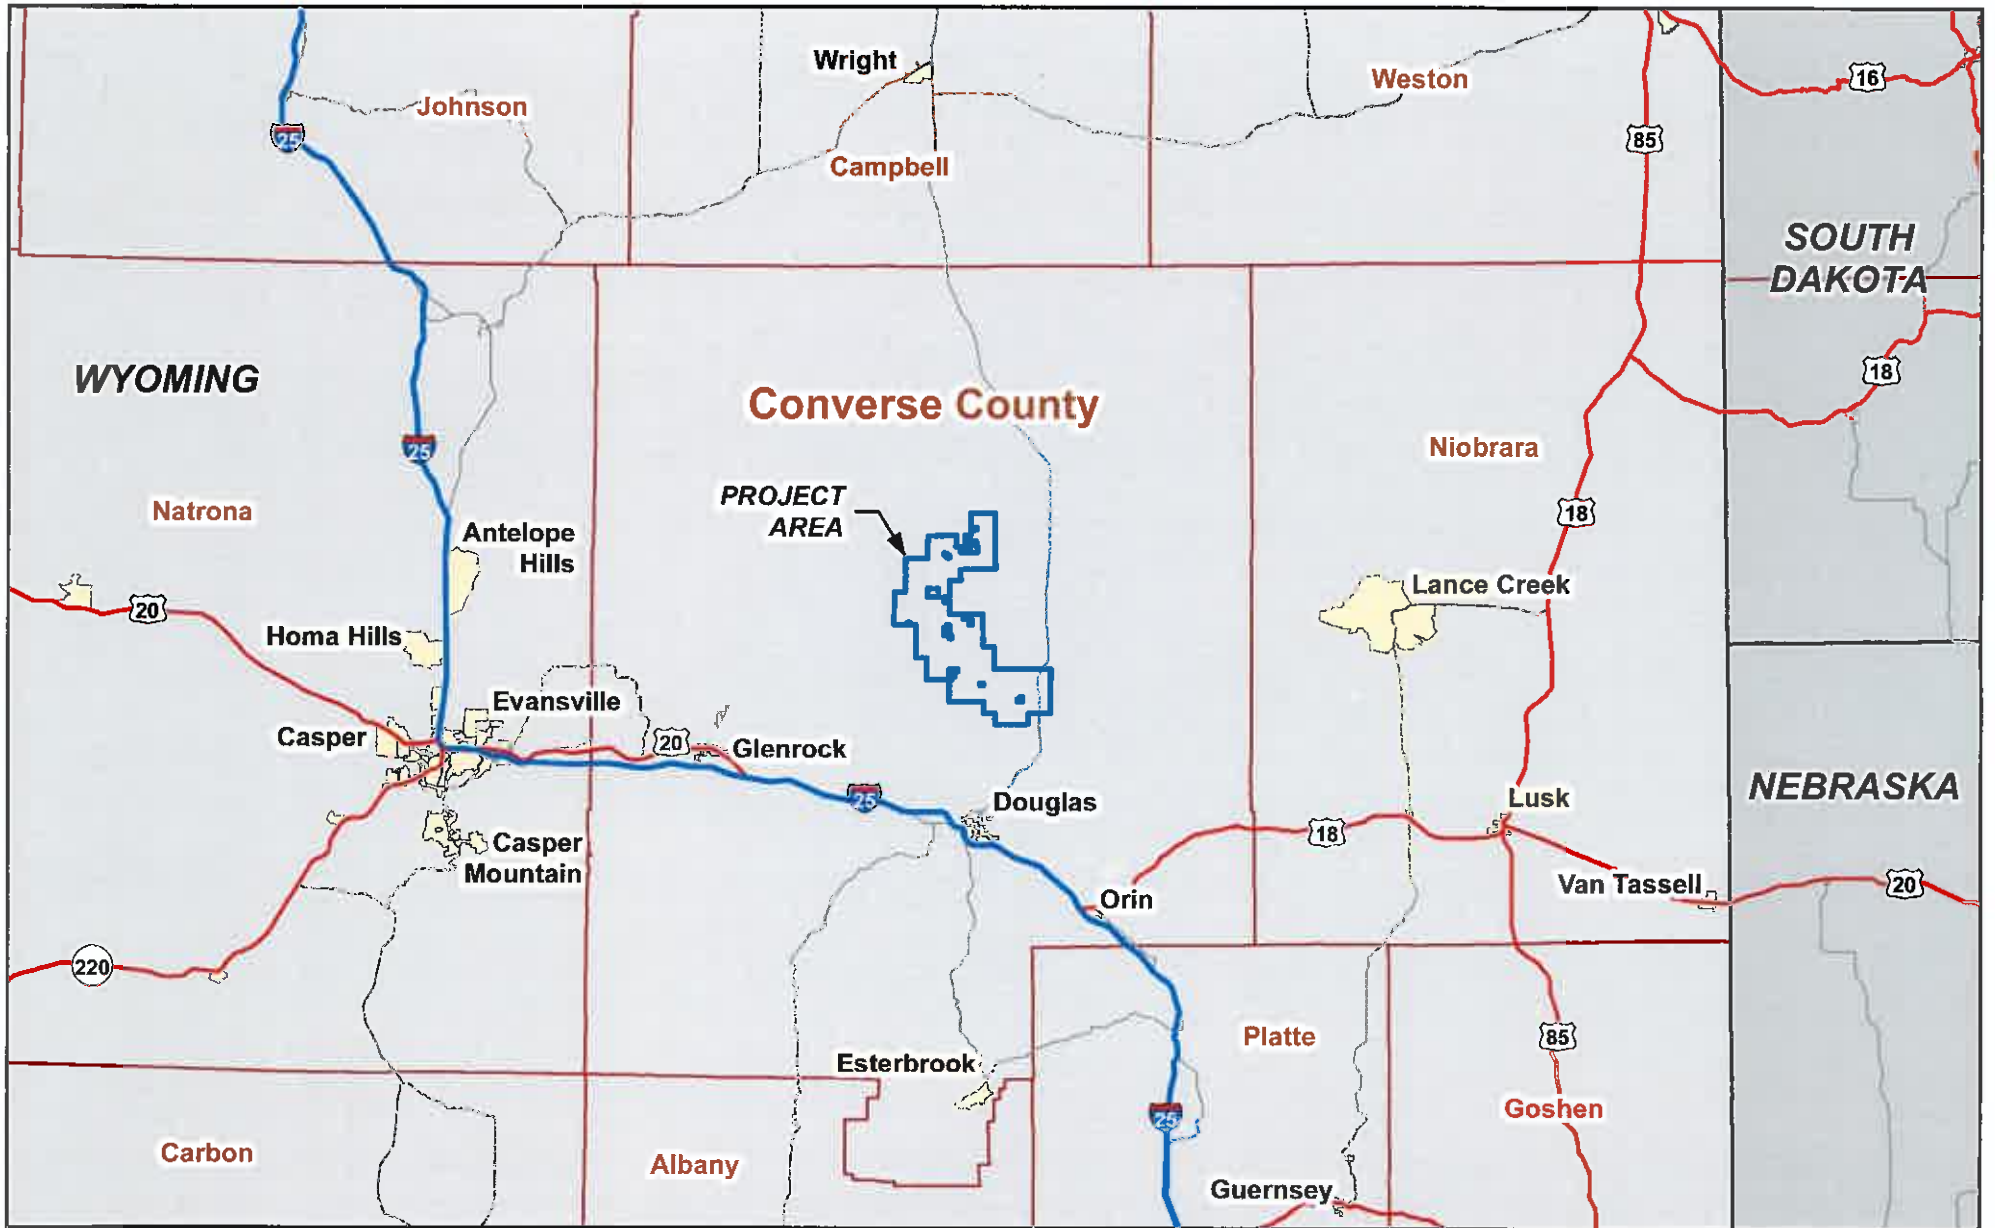 Wright
Weston
16
Johnson
25
85
Campbell
SOUTH
DAKOTA
WYOMING
18
Converse County
25
Niobrara
PROJECT
AREA
Natrona
18
Antelope
Hills
Lance Creek
20
Homa Hills
Evansville
Casper
20
Glenrock
NEBRASKA
25
Douglas
Lusk
18
Casper
Mountain
Van Tassell
20
Orin
220
Platte
85
Esterbrook
Goshen
25
Carbon
Albany
Guernsey